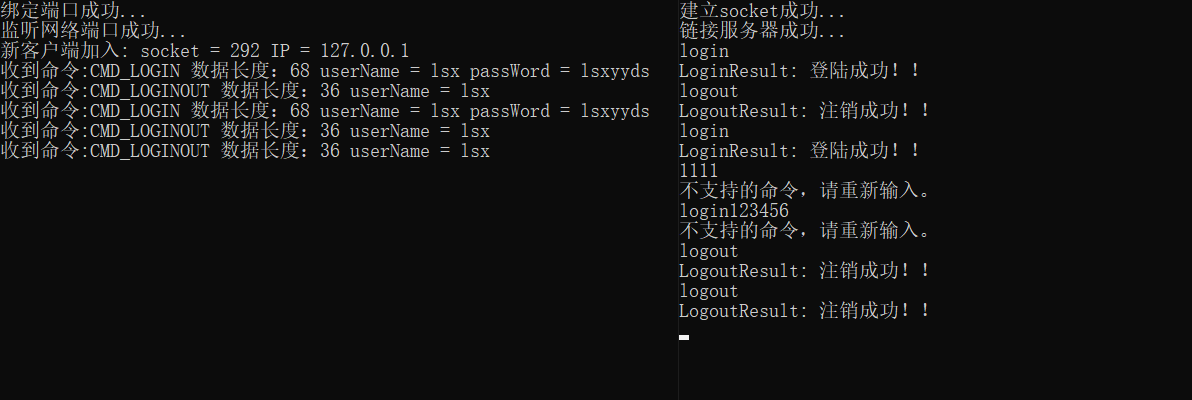 绑定端口成功...
监听网络端口成功...
新客户端加入: socket = 292 IP = 127.0.0.1
收到命令:CMD_LOGIN 数据长度：68 userName = lsx passWord = lsxyyds
收到命令:CMD_LOGINOUT 数据长度：36 userName = lsx
收到命令:CMD_LOGIN 数据长度：68 userName = lsx passWord = lsxyyds
收到命令:CMD_LOGINOUT 数据长度：36 userName = lsx
收到命令:CMD_LOGINOUT 数据长度：36 userName = lsx
建立socket成功...
链接服务器成功...
login
LoginResult: 登陆成功！！
logout
LogoutResult: 注销成功！！
login
LoginResult: 登陆成功！！
1111
不支持的命令，请重新输入。
login123456
不支持的命令，请重新输入。
logout
LogoutResult: 注销成功！！
logout
LogoutResult: 注销成功！！